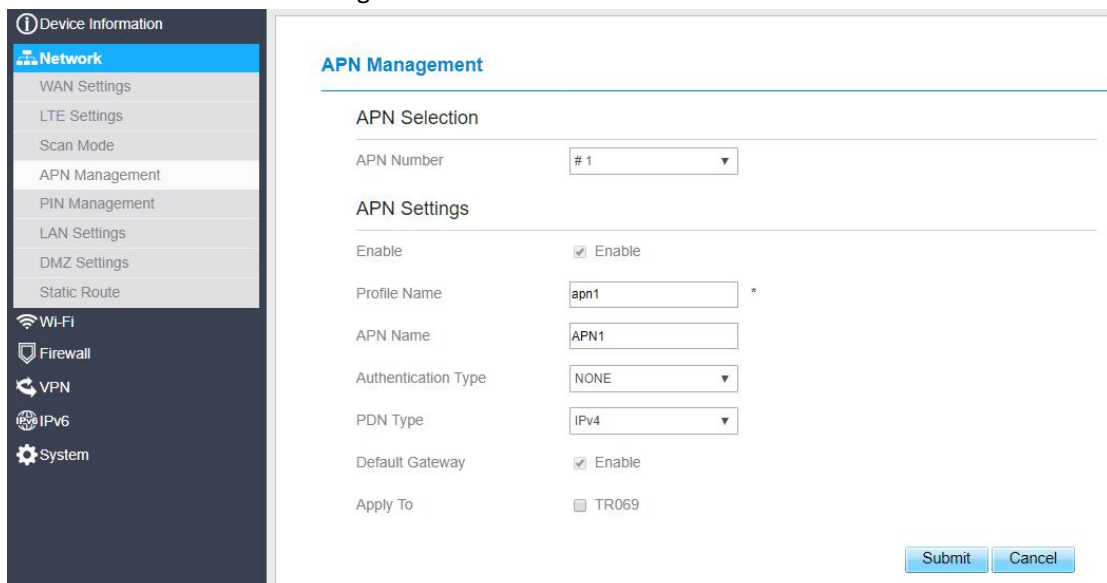 Device Information
Network
WAN Settings
LTE Settings
Scan Mode
APN Management
PIN Management
LAN Settings
DMZ Settings
Static Route
Wi-Fi
Firewall
VPN
IPv6 IPv6
System
APN Management
APN Selection
APN Number # 1
APN Settings
Enable Enable
Profile Name apn1 *
APN Name APN1
Authentication Type NONE
PDN Type IPv4
Default Gateway Enable
Apply To TR069
Submit Cancel